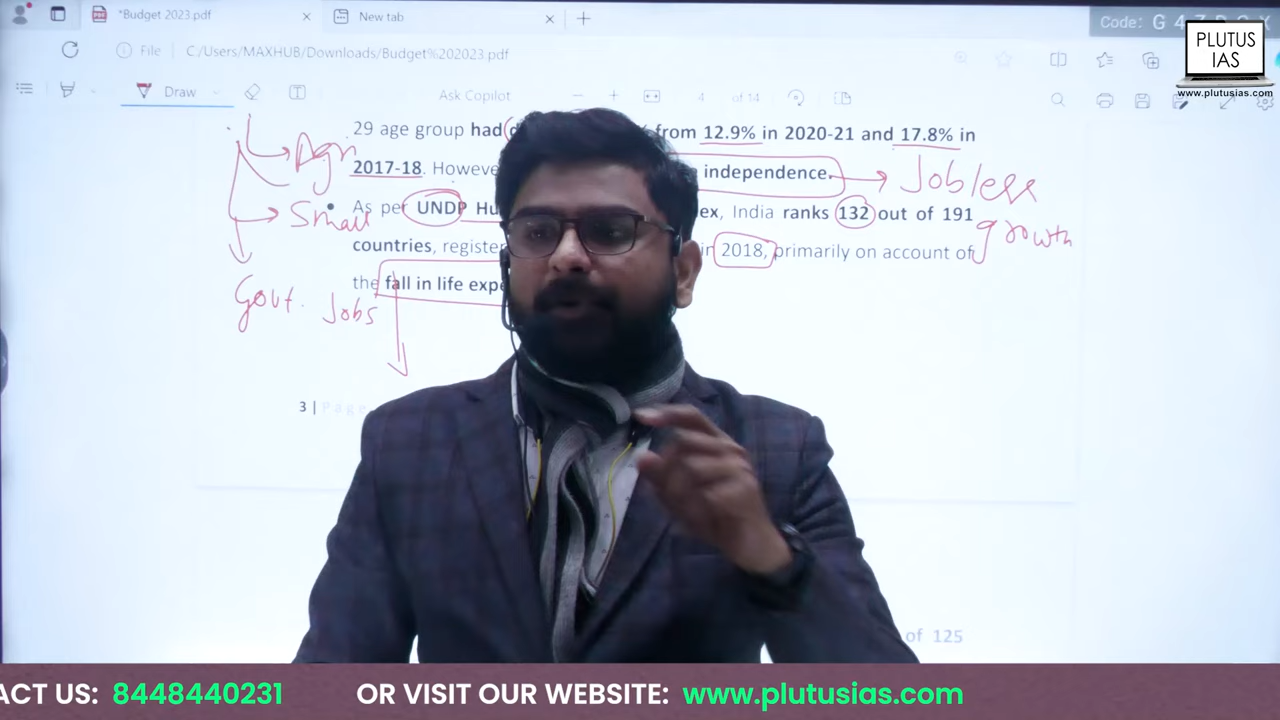 *Budget 2023.pdf
New tab
Code: G 4
PLUTUS
IAS
www.plutusias.com
File C:/Users/MAXHUB/Downloads/Budget%202023.pdf
Draw
Ask Copilot
4 of 14
29 age group had from 12.9% in 2020-21 and 17.8% in
Agri
2017-18. Howeve independence.
Jobless
growth
As per UNDP Hu ex, India ranks 132 out of 191
Small
countries, register in 2018, primarily on account of
the fall in life expe
Govt. Jobs
3 | Page
of 125
ACT US: 8448440231 OR VISIT OUR WEBSITE: www.plutusias.com